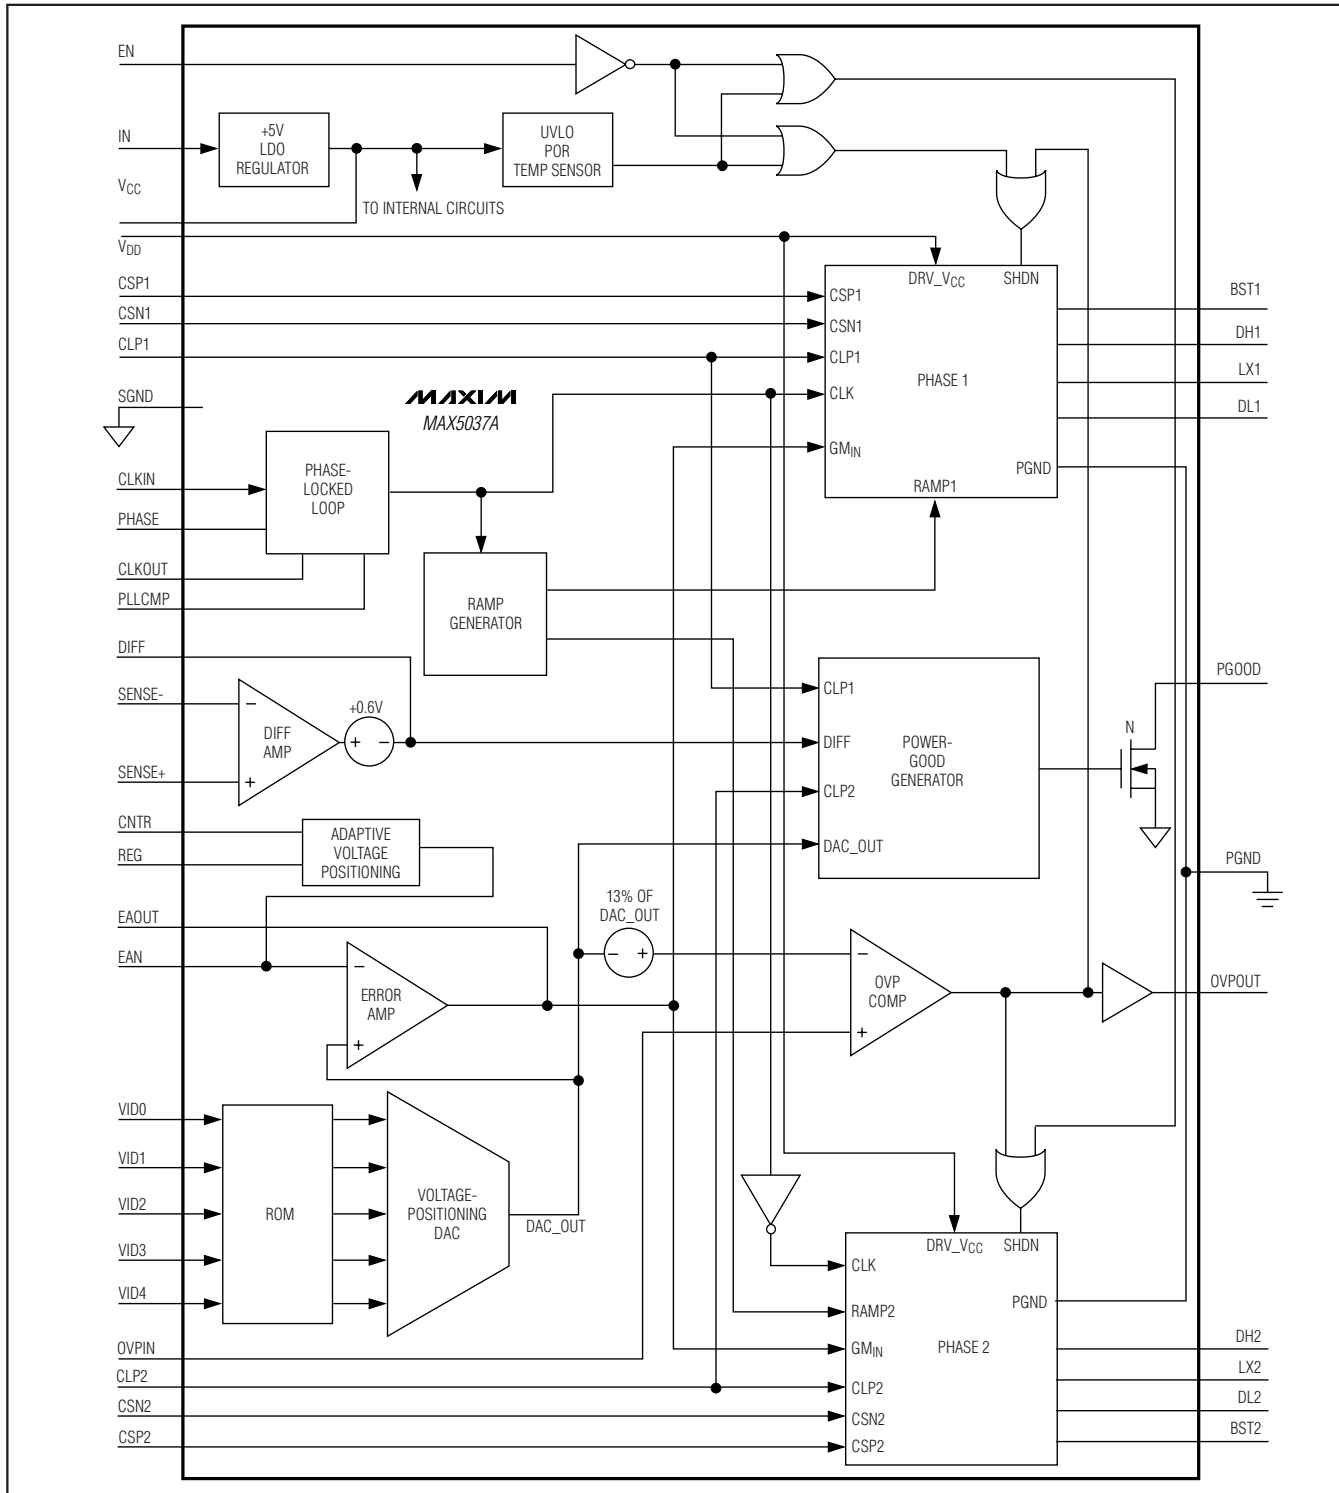 EN
IN
+5V
LDO
REGULATOR
UVLO
POR
TEMP SENSOR
VCC
TO INTERNAL CIRCUITS
VDD
CSP1
CSN1
CLP1
SGND
MAXIM
MAX5037A
DRV_VCC
SHDN
CSP1
CSN1
CLP1
CLK
GMIN
PHASE 1
PGND
RAMP1
BST1
DH1
LX1
DL1
CLKIN
PHASE
CLKOUT
PLLCMP
PHASE-
LOCKED
LOOP
RAMP
GENERATOR
DIFF
SENSE-
SENSE+
−
DIFF
AMP
+
+0.6V
+ −
CLP1
DIFF
CLP2
DAC_OUT
POWER-
GOOD
GENERATOR
N
PGOOD
PGND
CNTR
REG
ADAPTIVE
VOLTAGE
POSITIONING
EAOUT
EAN
−
ERROR
AMP
+
13% OF
DAC_OUT
− +
−
OVP
COMP
+
OVPOUT
VID0
VID1
VID2
VID3
VID4
ROM
VOLTAGE-
POSITIONING
DAC
DAC_OUT
DRV_VCC
SHDN
CLK
RAMP2
GMIN
CLP2
CSN2
CSP2
PHASE 2
PGND
DH2
LX2
DL2
BST2
OVPIN
CLP2
CSN2
CSP2